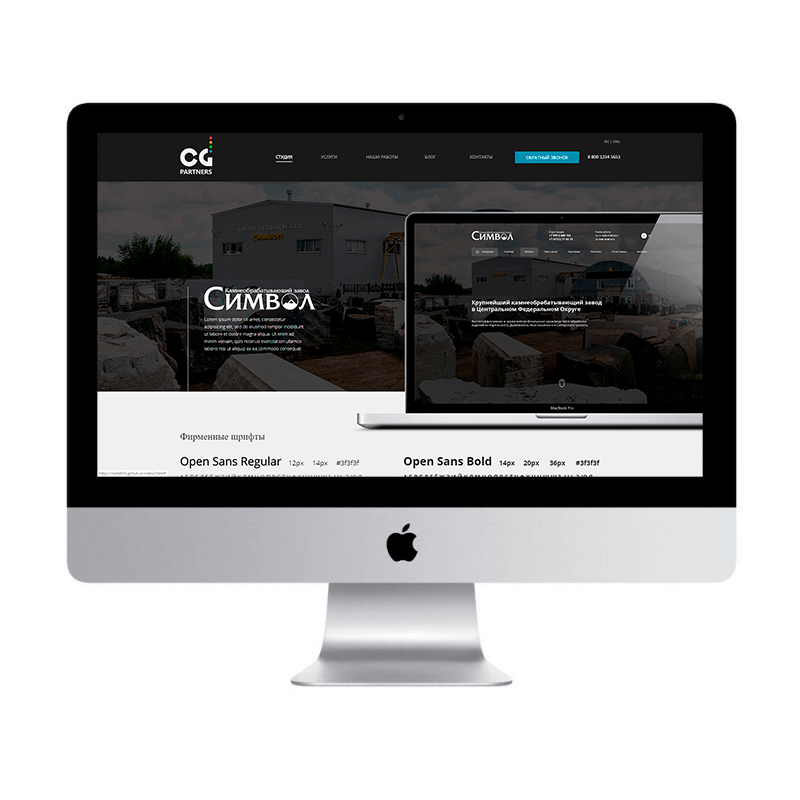 RU | ENG
CG
PARTNERS
СТУДИЯ УСЛУГИ НАШИ РАБОТЫ БЛОГ КОНТАКТЫ ОБРАТНЫЙ ЗВОНОК 8 800 1234 5653
СИМВОЛ
Камнеобрабатывающий завод
СИМВОЛ
Lorem ipsum dolor sit amet, consectetur
adipiscing elit, sed do eiusmod tempor incididunt
ut labore et dolore magna aliqua. Ut enim ad
minim veniam, quis nostrud exercitation ullamco
laboris nisi ut aliquip ex ea commodo consequat.
СИМВОЛ
Крупнейший камнеобрабатывающий завод
в Центральном Федеральном Округе
MacBook Pro
Фирменные шрифты
Open Sans Regular 12px 14px #3f3f3f
Open Sans Bold 14px 20px 36px #3f3f3f